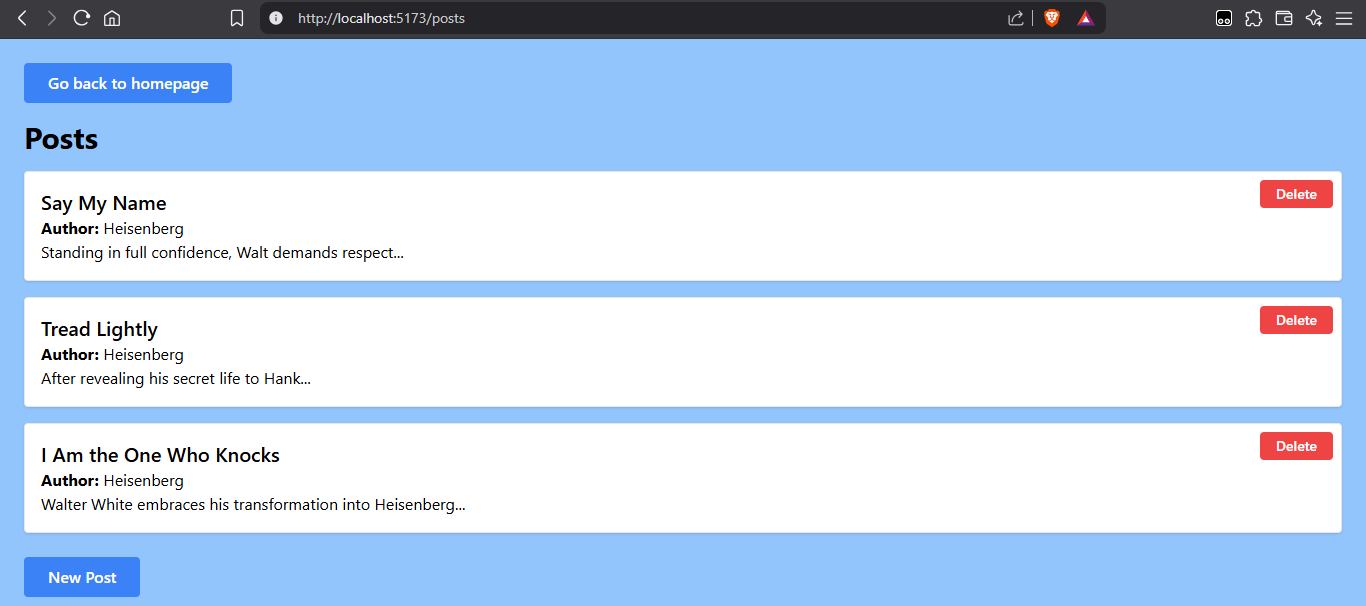 http://localhost:5173/posts
Go back to homepage
Posts
Say My Name
Delete
Author: Heisenberg
Standing in full confidence, Walt demands respect...
Tread Lightly
Delete
Author: Heisenberg
After revealing his secret life to Hank...
I Am the One Who Knocks
Delete
Author: Heisenberg
Walter White embraces his transformation into Heisenberg...
New Post